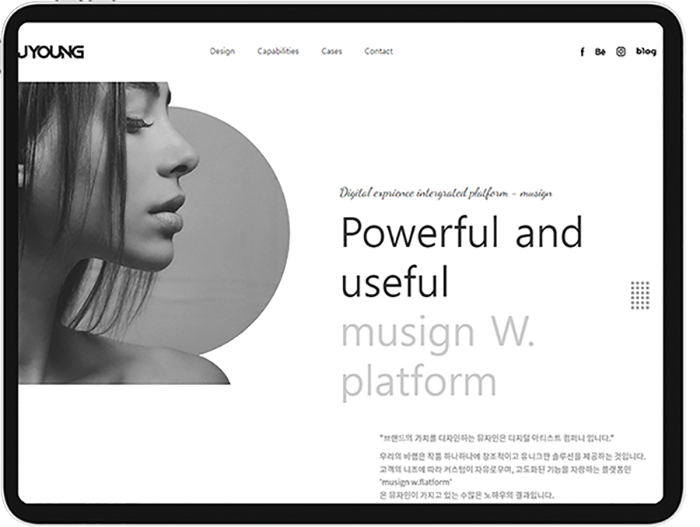 JYOUNG
Design Capabilities Cases Contact
f Bē blog
Digital exprience intergrated platform - musign
Powerful and
useful
musign W.
platform
"브랜드의 가치를 디자인하는 뮤자인은 디지털 아티스트 컴퍼니 입니다."
우리의 바램은 작품 하나하나에 창조적이고 유니크한 솔루션을 제공하는 것입니다.
고객의 니즈에 따라 커스텀이 자유로우며, 고도화된 기능을 자랑하는 플랫폼인
'musign w.flatform'
은 뮤자인이 가지고 있는 수많은 노하우의 결과입니다.